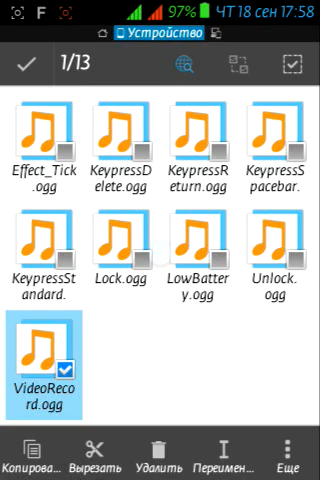 F F 97% ЧТ 18 сен 17:58
Устройство
1/13
Effect_Tick
.ogg
KeypressD
elete.ogg
KeypressR
eturn.ogg
KeypressS
pacebar.
KeypressSt
andard.
Lock.ogg
LowBatter
y.ogg
Unlock.
ogg
VideoReco
rd.ogg
Копирова... Вырезать Удалить Переимен... Еще